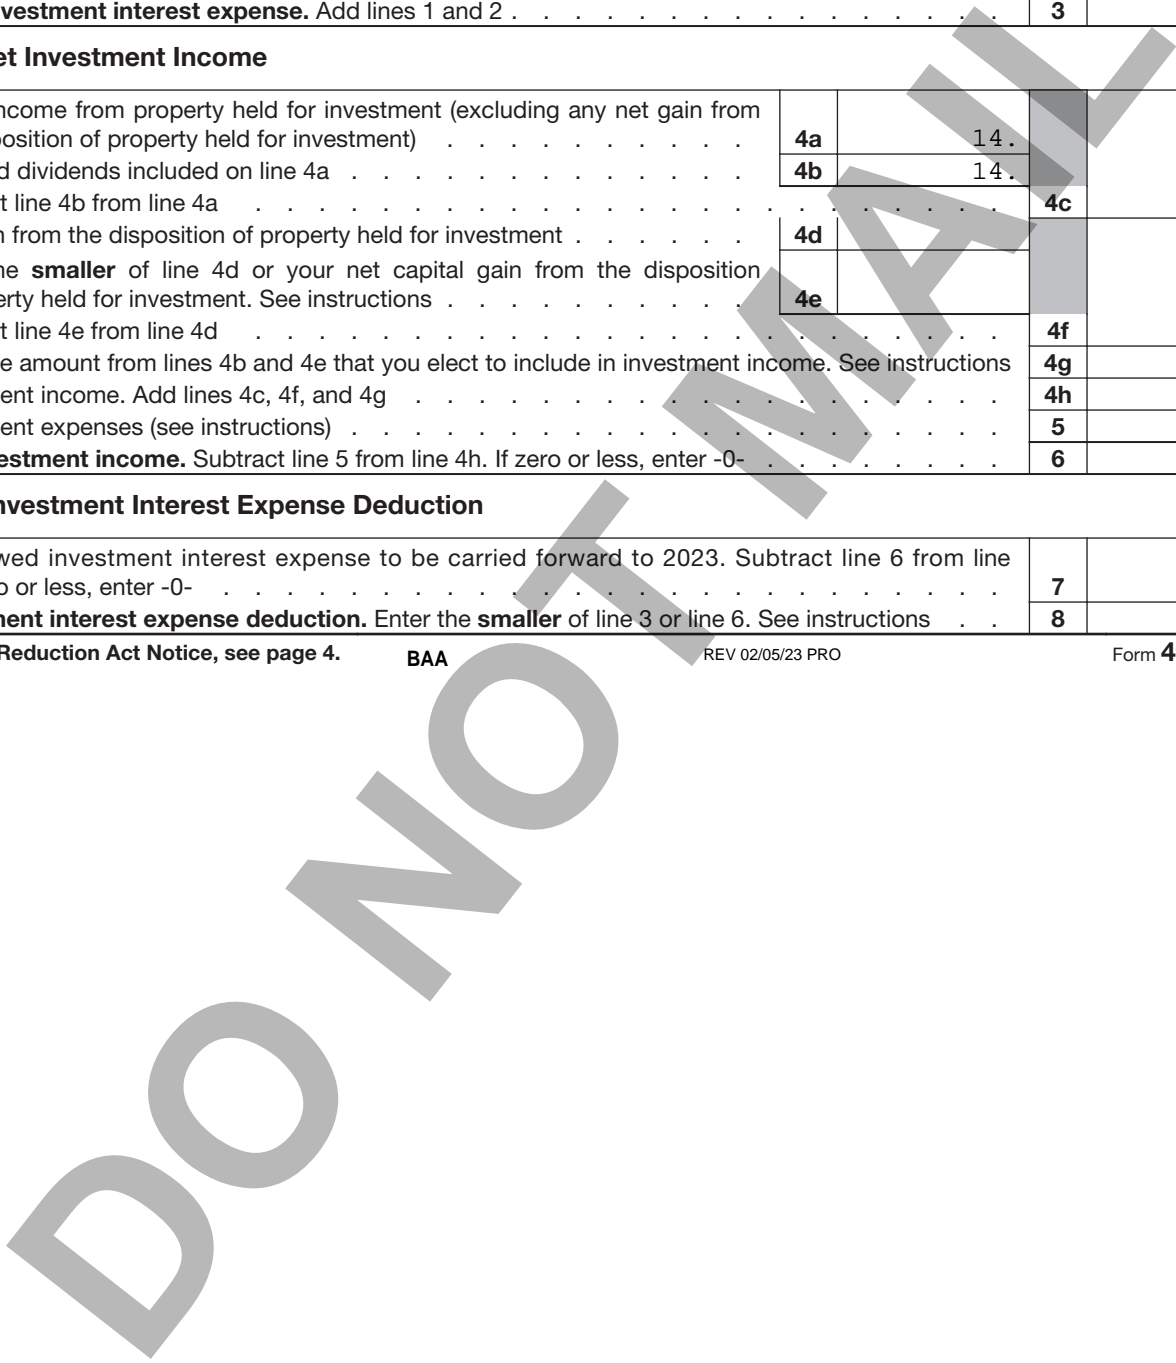 vestment interest expense. Add lines 1 and 2 . . . . . . . . . . . . . . . . 3
et Investment Income
ncome from property held for investment (excluding any net gain from
position of property held for investment) . . . . . . . . . . 4a 14.
d dividends included on line 4a . . . . . . . . . . . . . 4b 14.
t line 4b from line 4a . . . . . . . . . . . . . . . . . . . . . . . . 4c
n from the disposition of property held for investment . . . . . . 4d
ne smaller of line 4d or your net capital gain from the disposition
erty held for investment. See instructions . . . . . . . . . . 4e
t line 4e from line 4d . . . . . . . . . . . . . . . . . . . . . . . . 4f
e amount from lines 4b and 4e that you elect to include in investment income. See instructions 4g
ent income. Add lines 4c, 4f, and 4g . . . . . . . . . . . . . . . . . . . 4h
ent expenses (see instructions) . . . . . . . . . . . . . . . . . . . . . 5
estment income. Subtract line 5 from line 4h. If zero or less, enter -0- . . . . . . . . 6
nvestment Interest Expense Deduction
wed investment interest expense to be carried forward to 2023. Subtract line 6 from line
o or less, enter -0- . . . . . . . . . . . . . . . . . . . . . . . . . 7
ment interest expense deduction. Enter the smaller of line 3 or line 6. See instructions . . 8
Reduction Act Notice, see page 4. BAA REV 02/05/23 PRO Form 4
DO NOT MAIL